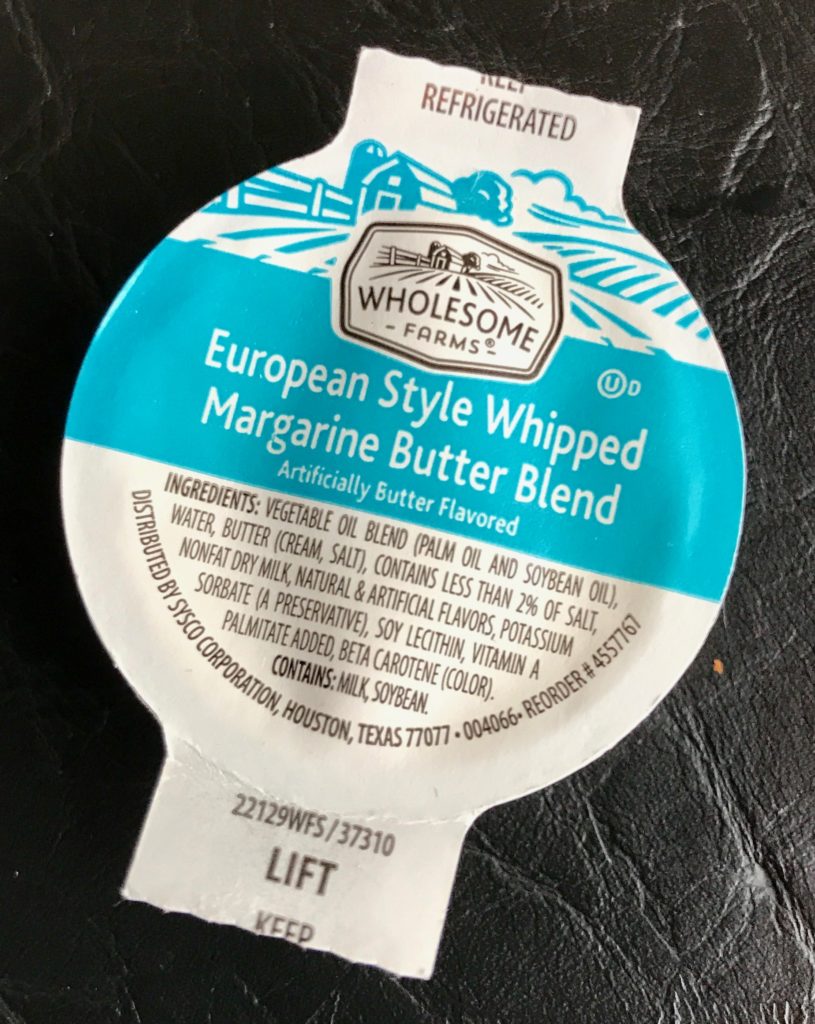 KEEP
REFRIGERATED
WHOLESOME
- FARMS® -
Ⓤ D
European Style Whipped
Margarine Butter Blend
Artificially Butter Flavored
INGREDIENTS: VEGETABLE OIL BLEND (PALM OIL AND SOYBEAN OIL),
WATER, BUTTER (CREAM, SALT), CONTAINS LESS THAN 2% OF SALT,
NONFAT DRY MILK, NATURAL & ARTIFICIAL FLAVORS, POTASSIUM
SORBATE (A PRESERVATIVE), SOY LECITHIN, VITAMIN A
PALMITATE ADDED, BETA CAROTENE (COLOR).
CONTAINS: MILK, SOYBEAN.
DISTRIBUTED BY SYSCO CORPORATION, HOUSTON, TEXAS 77077 • 004066 • REORDER # 4557767
22129WFS / 37310
LIFT
KEEP